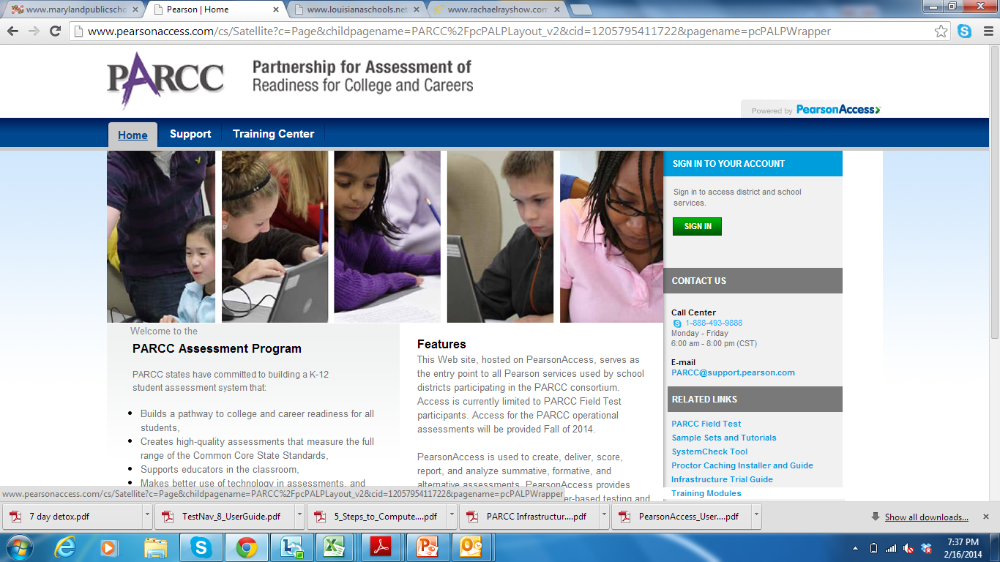 www.marylandpublicscho
Pearson | Home
www.louisianaschools.net
www.rachaelrayshow.com
www.pearsonaccess.com/cs/Satellite?c=Page&childpagename=PARCC%2FpcPALPLayout_v2&cid=1205795411722&pagename=pcPALPWrapper
PARCC
Partnership for Assessment of
Readiness for College and Careers
Powered by PearsonAccess
Home Support Training Center
Welcome to the
PARCC Assessment Program
PARCC states have committed to building a K-12
student assessment system that:
• Builds a pathway to college and career readiness for all
students,
• Creates high-quality assessments that measure the full
range of the Common Core State Standards,
• Supports educators in the classroom,
• Makes better use of technology in assessments, and
Features
This Web site, hosted on PearsonAccess, serves as
the entry point to all Pearson services used by school
districts participating in the PARCC consortium.
Access is currently limited to PARCC Field Test
participants. Access for the PARCC operational
assessments will be provided Fall of 2014.
PearsonAccess is used to create, deliver, score,
report, and analyze summative, formative, and
alternative assessments. PearsonAccess provides
er-based testing and
SIGN IN TO YOUR ACCOUNT
Sign in to access district and school
services.
SIGN IN
CONTACT US
Call Center
1-888-493-9888
Monday - Friday
6:00 am - 8:00 pm (CST)
E-mail
PARCC@support.pearson.com
RELATED LINKS
PARCC Field Test
Sample Sets and Tutorials
SystemCheck Tool
Proctor Caching Installer and Guide
Infrastructure Trial Guide
Training Modules
www.pearsonaccess.com/cs/Satellite?c=Page&childpagename=PARCC%2FpcPALPLayout_v2&cid=1205795411722&pagename=pcPALPWrapper
7 day detox.pdf
TestNav_8_UserGuide.pdf
5_Steps_to_Compute....pdf
PARCC Infrastructur....pdf
PearsonAccess_User....pdf
Show all downloads...
7:37 PM
2/16/2014